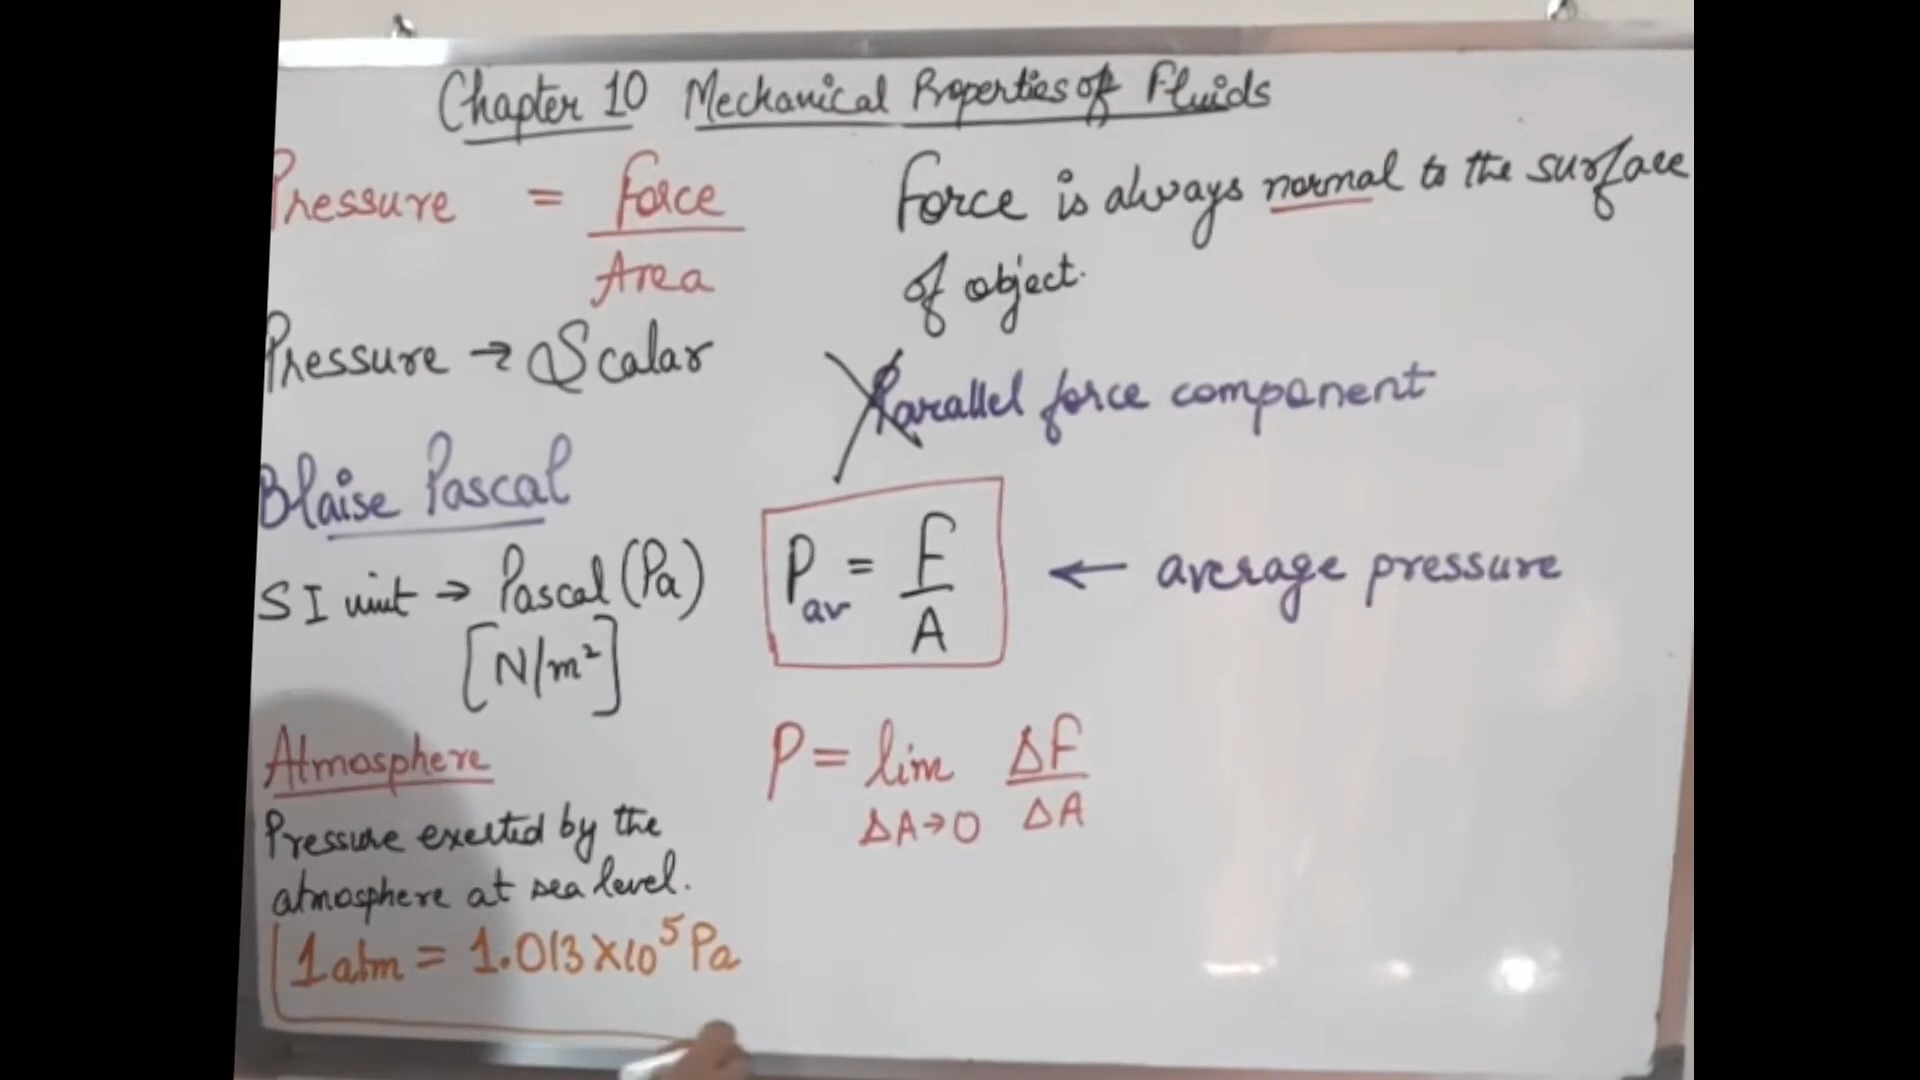 Chapter 10 Mechanical Properties of Fluids
Pressure = Force
Area
Pressure → Scalar
Blaise Pascal
SI unit → Pascal (Pa)
[N/m²]
Atmosphere
Pressure exerted by the
atmosphere at sea level.
1 atm = 1.013 × 10⁵ Pa
Force is always normal to the surface
of object.
Parallel force component
Pav = F
A
← average pressure
P = lim ΔF
ΔA→0 ΔA